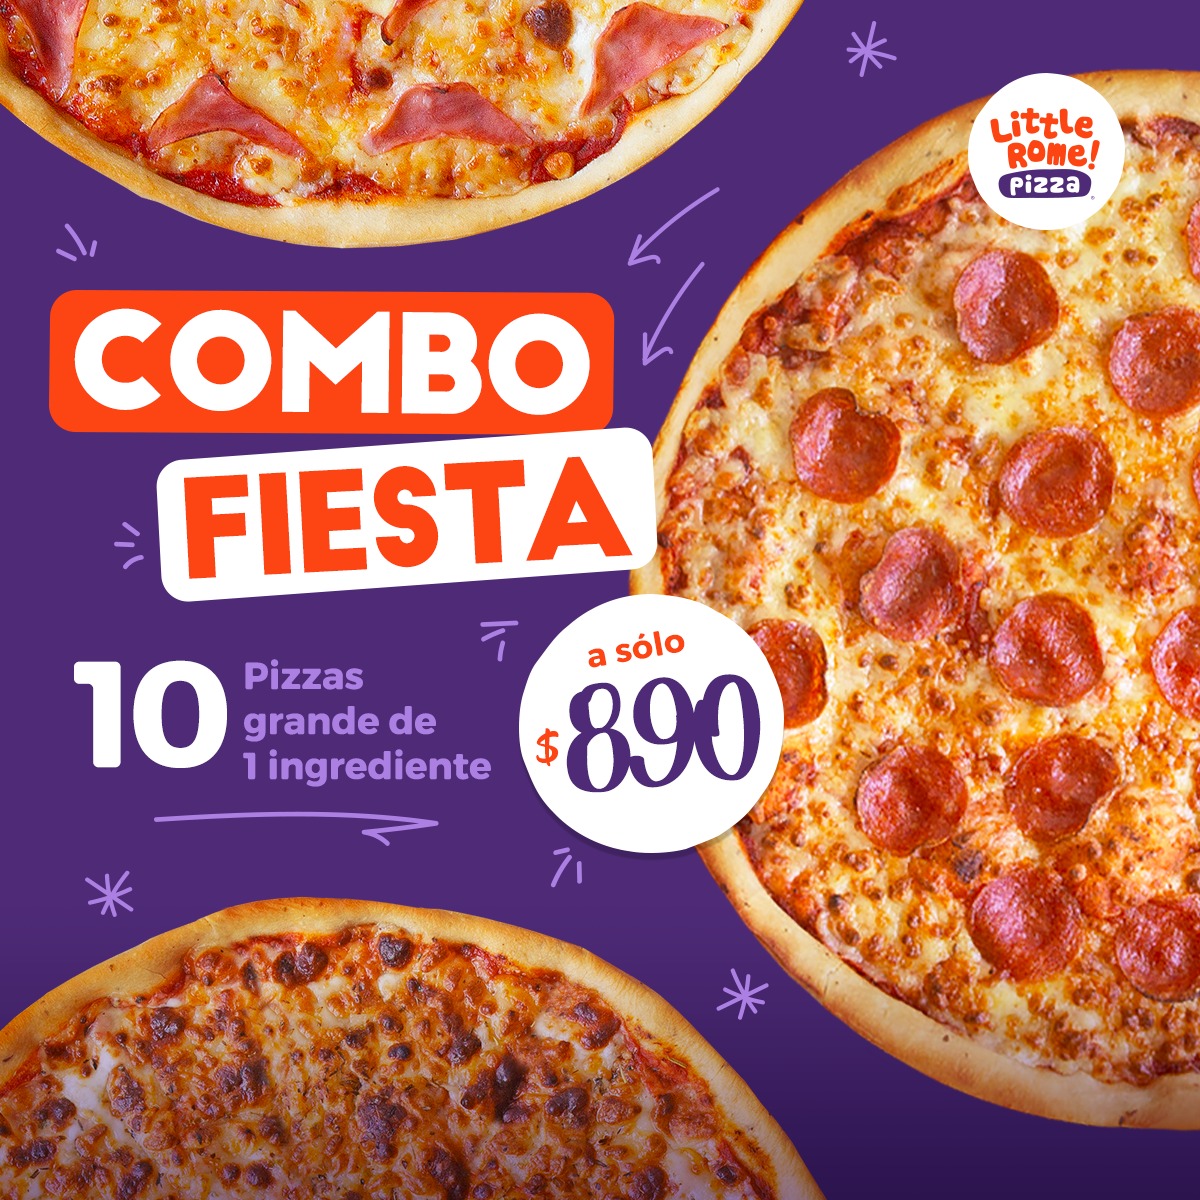 Little
Rome!
pizza
COMBO
FIESTA
10
Pizzas
grande de
1 ingrediente
a sólo
$890